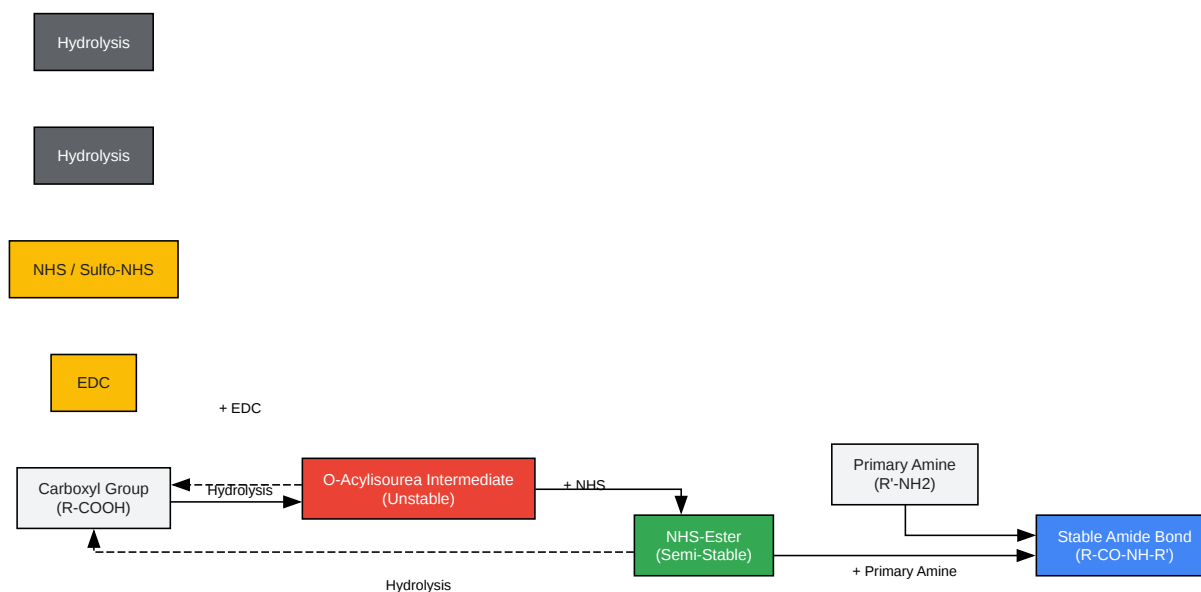 Hydrolysis
Hydrolysis
NHS / Sulfo-NHS
EDC
+ EDC
Carboxyl Group
(R-COOH)
Hydrolysis
O-Acylisourea Intermediate
(Unstable)
+ NHS
Primary Amine
(R'-NH2)
NHS-Ester
(Semi-Stable)
Stable Amide Bond
(R-CO-NH-R')
+ Primary Amine
Hydrolysis